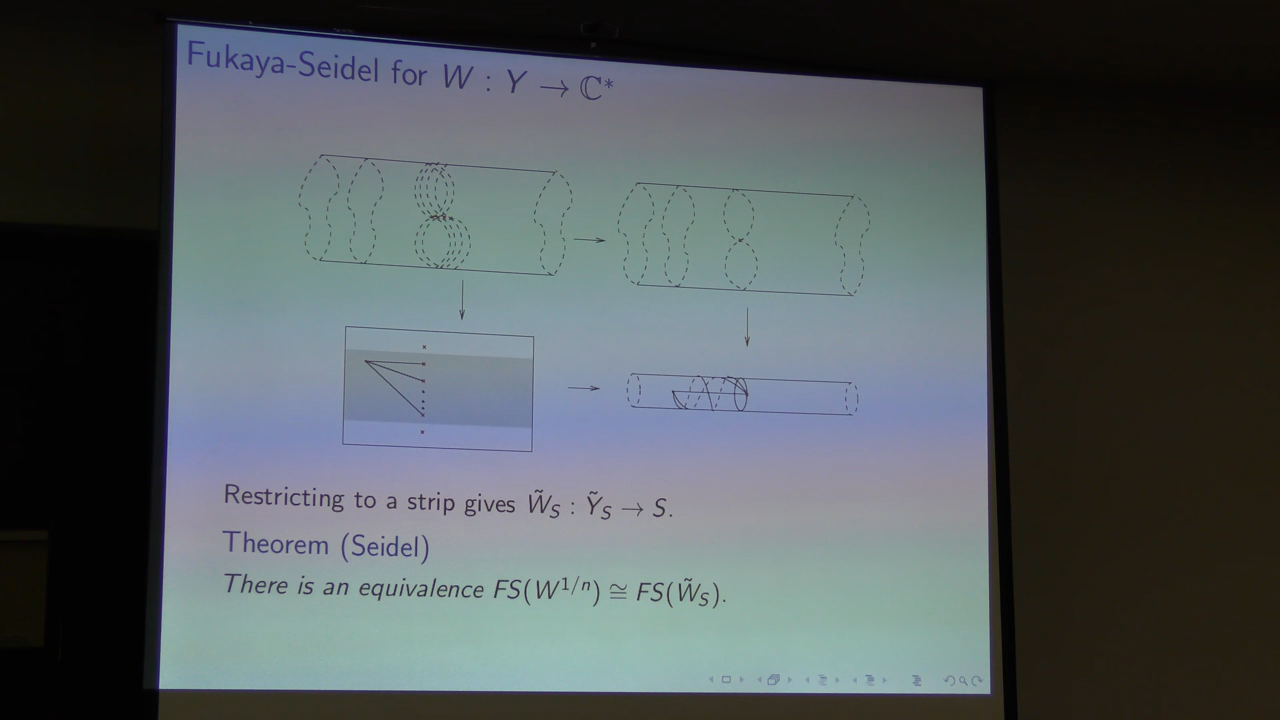 Fukaya-Seidel for W : Y → ℂ*
Restricting to a strip gives W̃_S : Ỹ_S → S.
Theorem (Seidel)
There is an equivalence FS(W^{1/n}) ≅ FS(W̃_S).